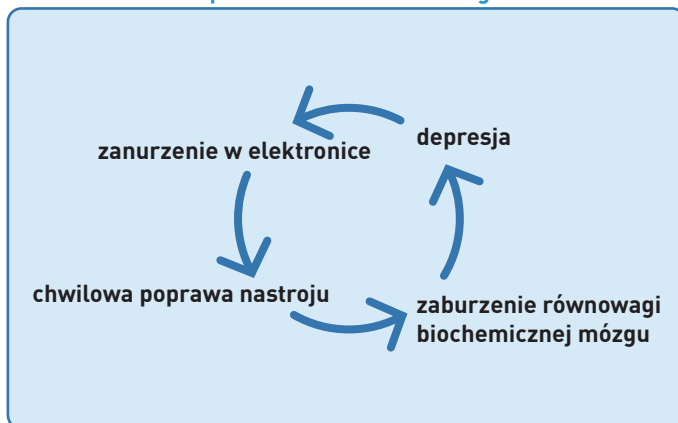 depresja
zanurzenie w elektronice
chwilowa poprawa nastroju
zaburzenie równowagi
biochemicznej mózgu